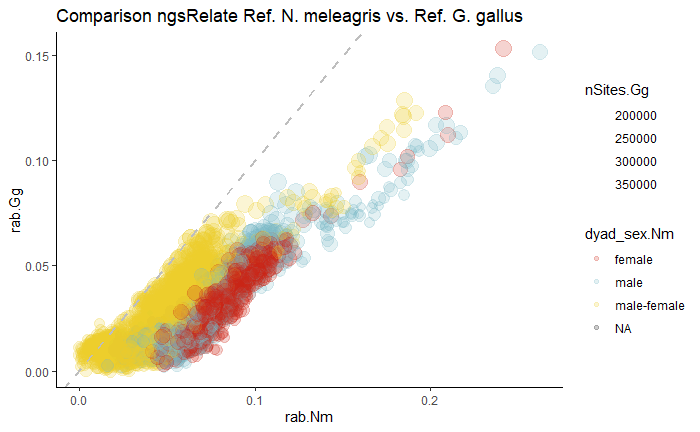 Comparison ngsRelate Ref. N. meleagris vs. Ref. G. gallus
0.15
0.10
0.05
0.00
rab.Gg
0.0
0.1
0.2
rab.Nm
nSites.Gg
200000
250000
300000
350000
dyad_sex.Nm
female
male
male-female
NA